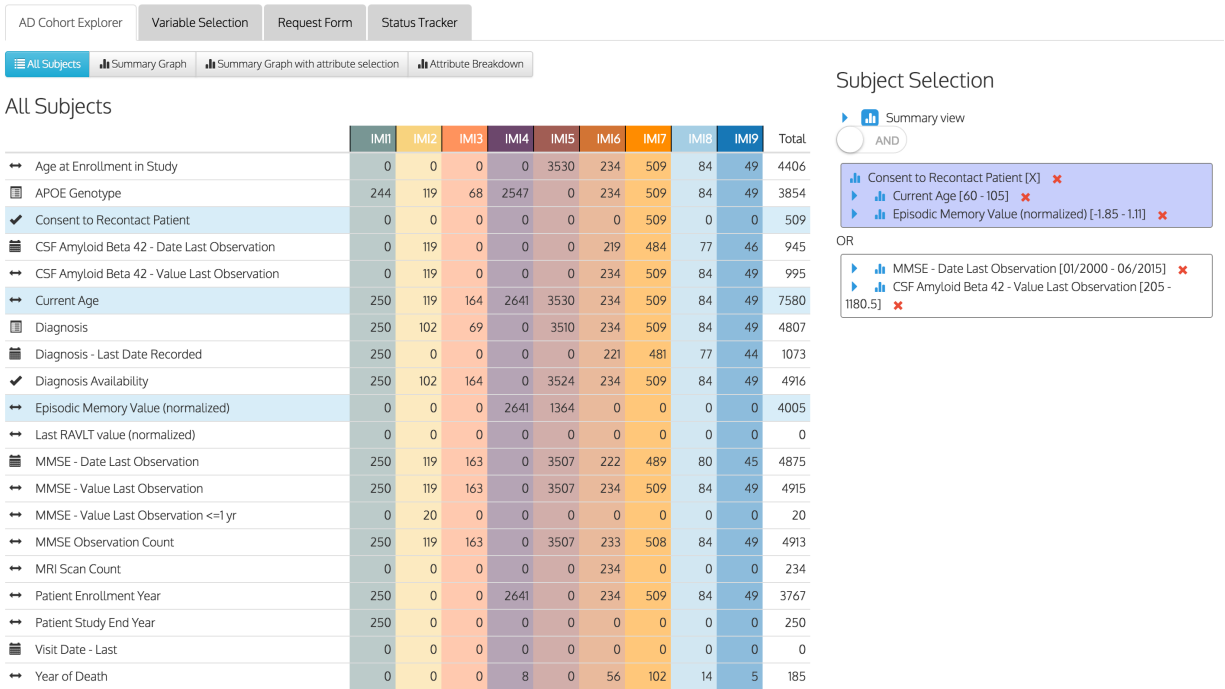 AD Cohort Explorer Variable Selection Request Form Status Tracker
All Subjects Summary Graph Summary Graph with attribute selection Attribute Breakdown
All Subjects
IMI1 IMI2 IMI3 IMI4 IMI5 IMI6 IMI7 IMI8 IMI9 Total
Age at Enrollment in Study 0 0 0 0 3530 234 509 84 49 4406
APOE Genotype 244 119 68 2547 0 234 509 84 49 3854
Consent to Recontact Patient 0 0 0 0 0 0 509 0 0 509
CSF Amyloid Beta 42 - Date Last Observation 0 119 0 0 0 219 484 77 46 945
CSF Amyloid Beta 42 - Value Last Observation 0 119 0 0 0 234 509 84 49 995
Current Age 250 119 164 2641 3530 234 509 84 49 7580
Diagnosis 250 102 69 0 3510 234 509 84 49 4807
Diagnosis - Last Date Recorded 250 0 0 0 0 221 481 77 44 1073
Diagnosis Availability 250 102 164 0 3524 234 509 84 49 4916
Episodic Memory Value (normalized) 0 0 0 2641 1364 0 0 0 0 4005
Last RAVLT value (normalized) 0 0 0 0 0 0 0 0 0 0
MMSE - Date Last Observation 250 119 163 0 3507 222 489 80 45 4875
MMSE - Value Last Observation 250 119 163 0 3507 234 509 84 49 4915
MMSE - Value Last Observation <=1 yr 0 20 0 0 0 0 0 0 0 20
MMSE Observation Count 250 119 163 0 3507 233 508 84 49 4913
MRI Scan Count 0 0 0 0 0 234 0 0 0 234
Patient Enrollment Year 250 0 0 2641 0 234 509 84 49 3767
Patient Study End Year 250 0 0 0 0 0 0 0 0 250
Visit Date - Last 0 0 0 0 0 0 0 0 0 0
Year of Death 0 0 0 8 0 56 102 14 5 185
Subject Selection
Summary view
AND
Consent to Recontact Patient [X]
Current Age [60 - 105]
Episodic Memory Value (normalized) [-1.85 - 1.11]
OR
MMSE - Date Last Observation [01/2000 - 06/2015]
CSF Amyloid Beta 42 - Value Last Observation [205 -
1180.5]